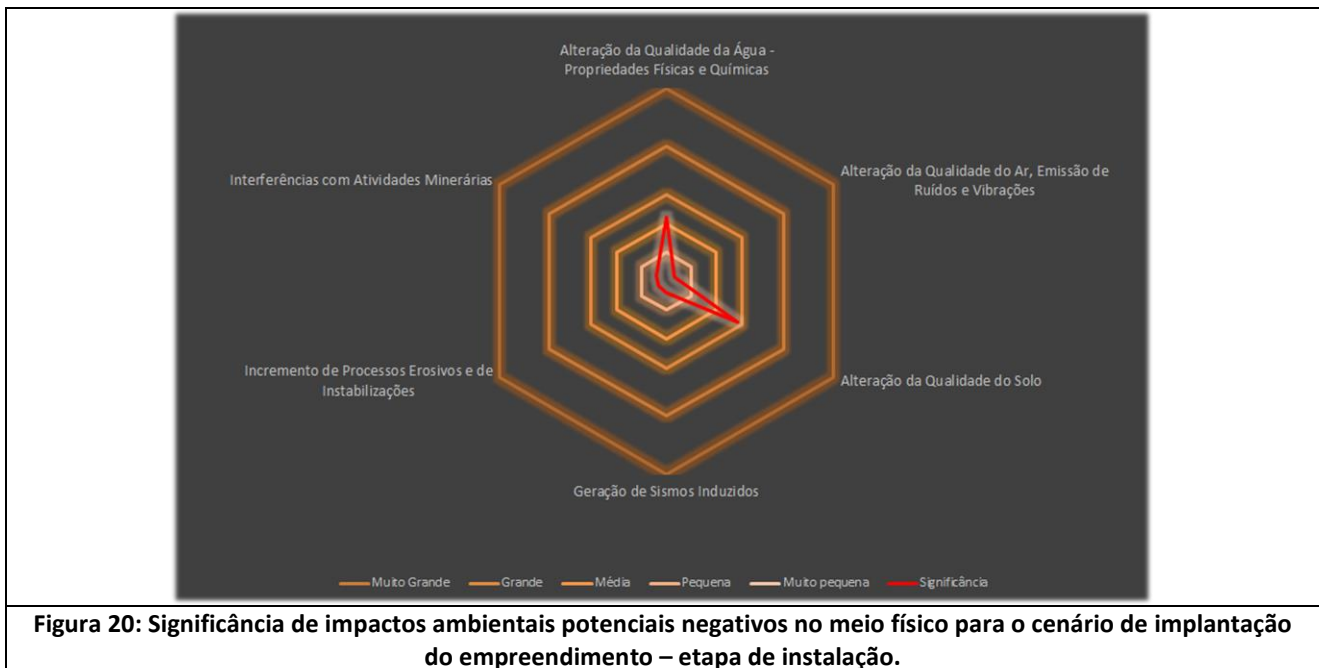 Alteração da Qualidade da Água -
Propriedades Físicas e Químicas
Alteração da Qualidade do Ar, Emissão de
Ruídos e Vibrações
Interferências com Atividades Minerárias
Incremento de Processos Erosivos e de
Instabilizações
Alteração da Qualidade do Solo
Geração de Sismos Induzidos
Muito Grande Grande Média Pequena Muito pequena Significância
Figura 20: Significância de impactos ambientais potenciais negativos no meio físico para o cenário de implantação
do empreendimento – etapa de instalação.